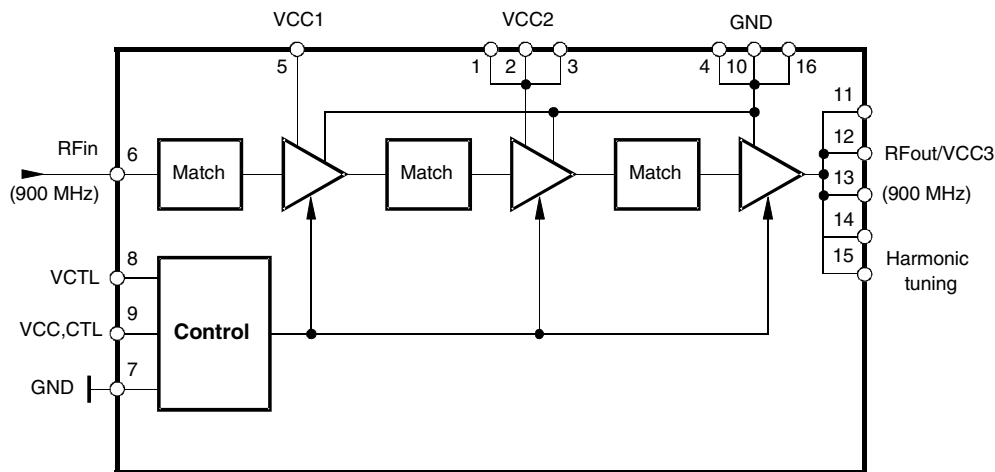 VCC1
VCC2
GND
5
1
2
3
4
10
16
11
RFin
6
Match
Match
Match
12
RFout/VCC3
(900 MHz)
13
(900 MHz)
14
15
Harmonic
tuning
8
VCTL
9
VCC,CTL
Control
7
GND